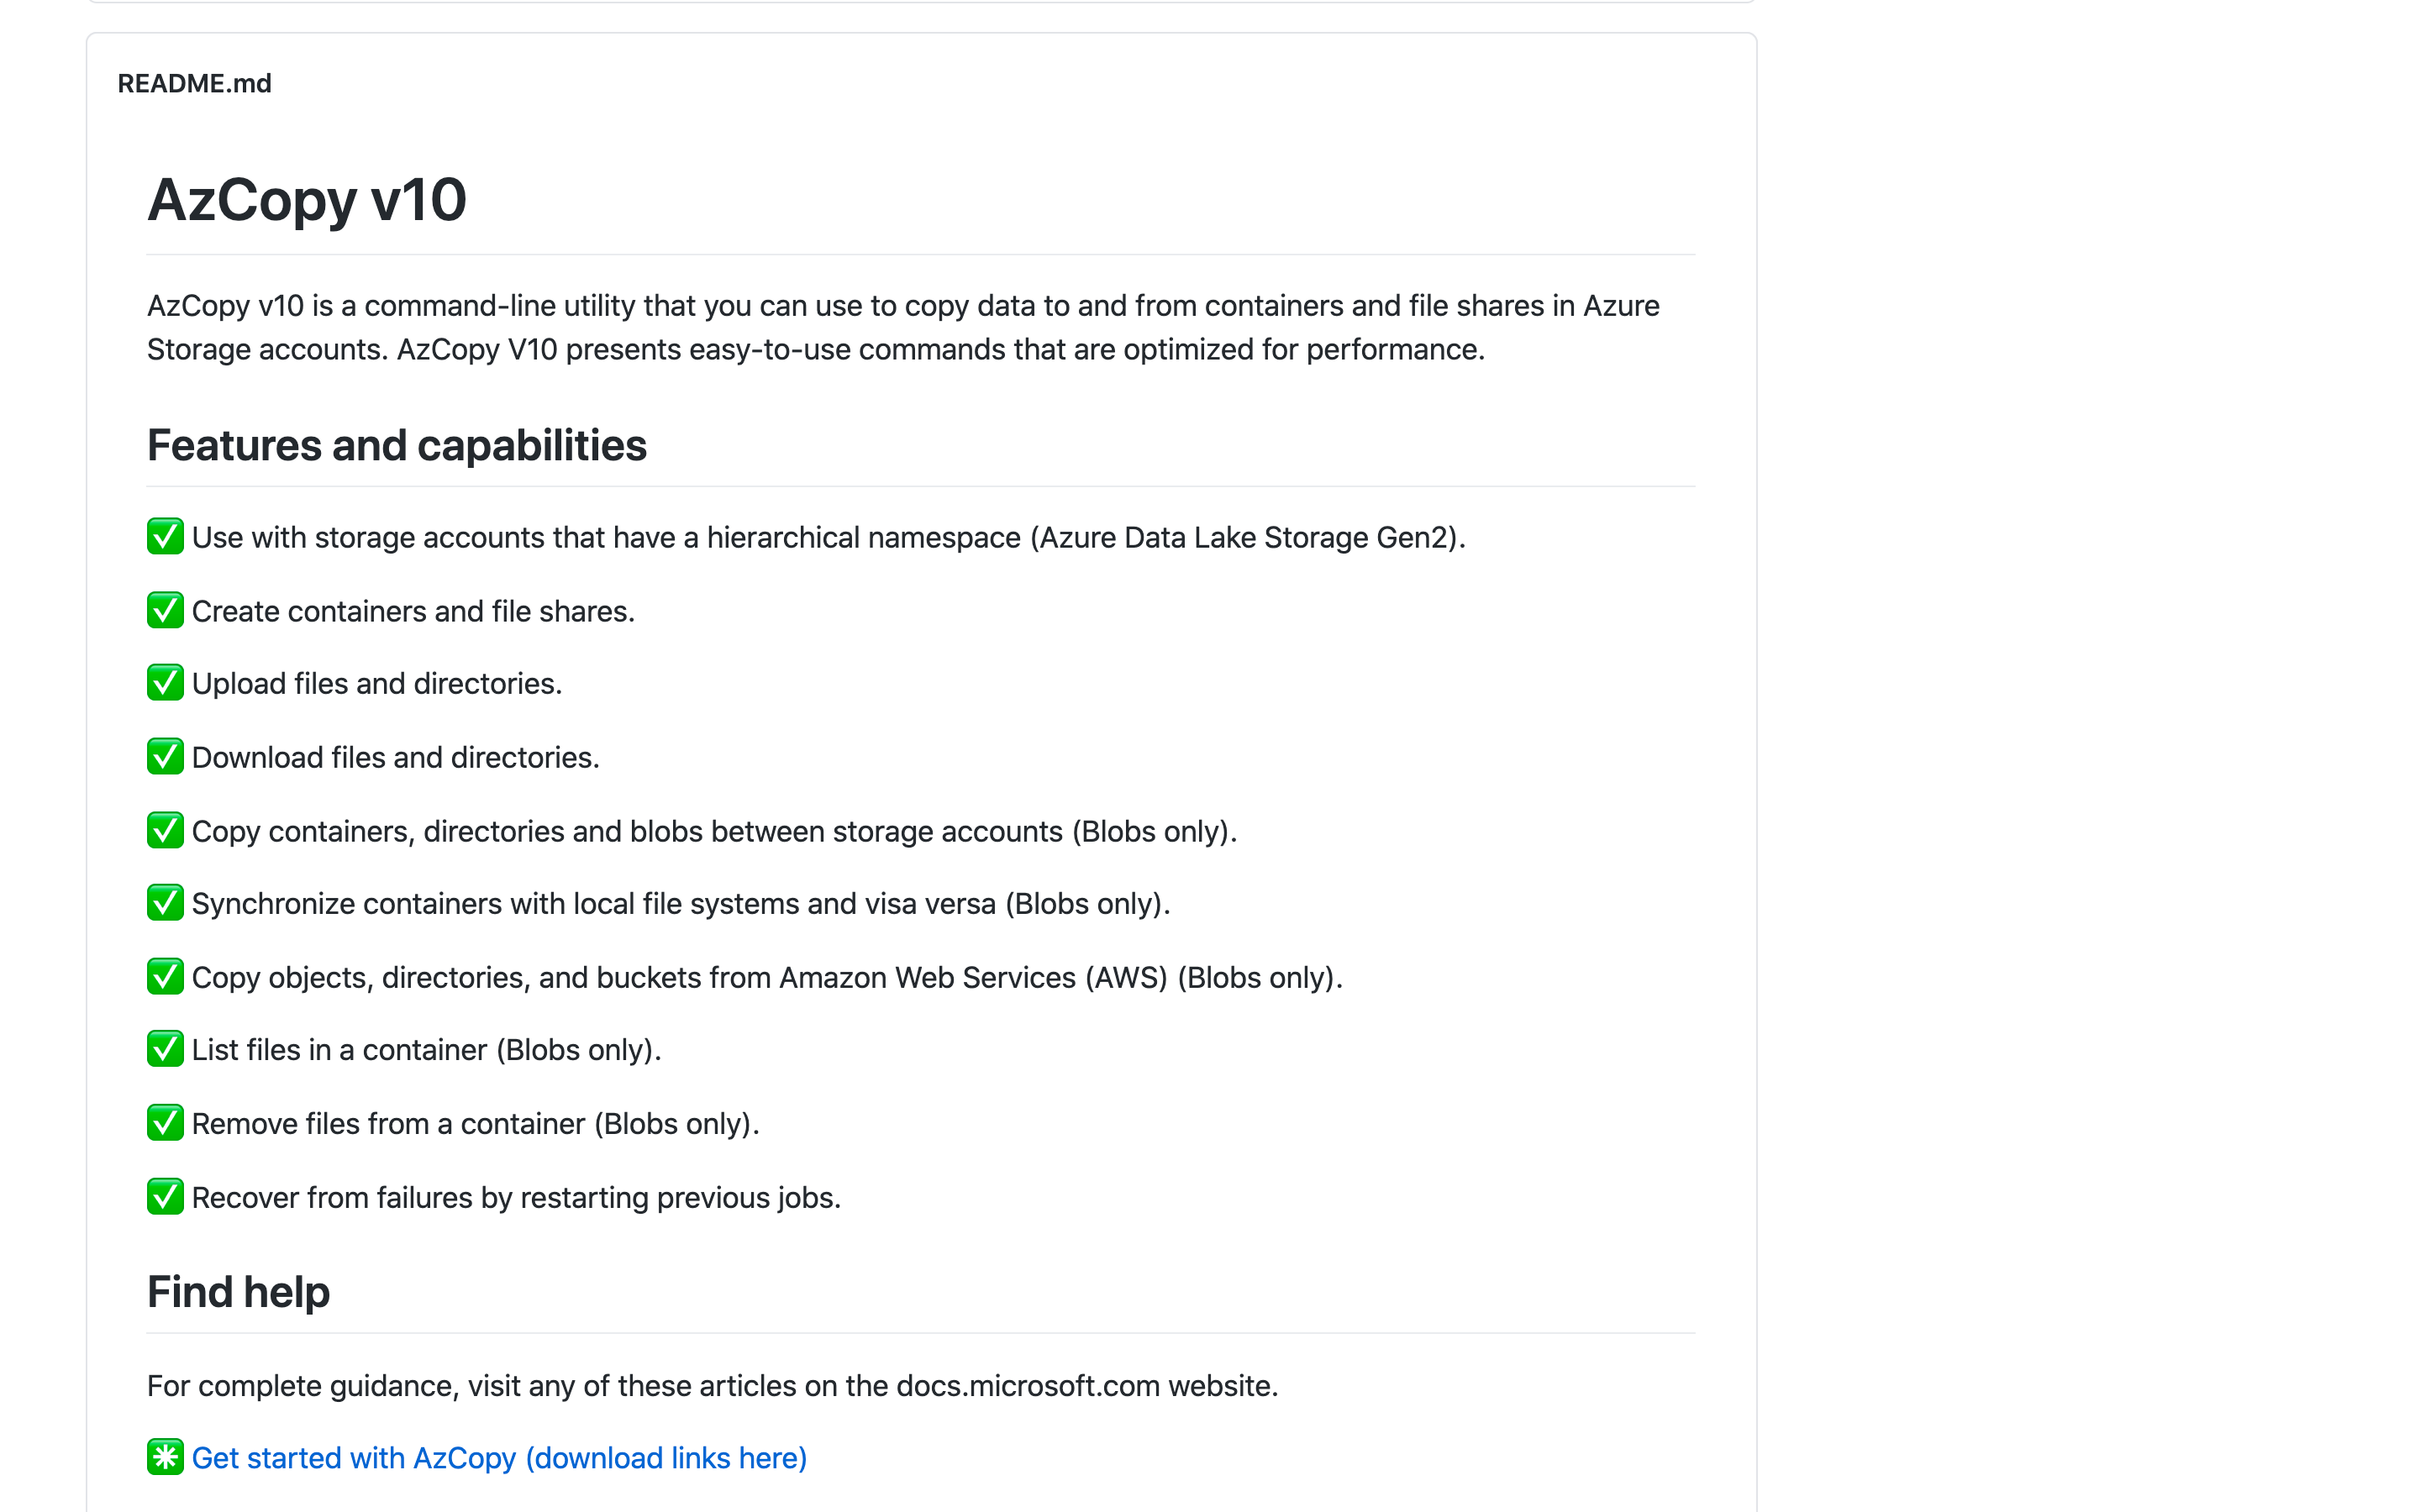 README.md
AzCopy v10
AzCopy v10 is a command-line utility that you can use to copy data to and from containers and file shares in Azure
Storage accounts. AzCopy V10 presents easy-to-use commands that are optimized for performance.
Features and capabilities
✅ Use with storage accounts that have a hierarchical namespace (Azure Data Lake Storage Gen2).
✅ Create containers and file shares.
✅ Upload files and directories.
✅ Download files and directories.
✅ Copy containers, directories and blobs between storage accounts (Blobs only).
✅ Synchronize containers with local file systems and visa versa (Blobs only).
✅ Copy objects, directories, and buckets from Amazon Web Services (AWS) (Blobs only).
✅ List files in a container (Blobs only).
✅ Remove files from a container (Blobs only).
✅ Recover from failures by restarting previous jobs.
Find help
For complete guidance, visit any of these articles on the docs.microsoft.com website.
✳️ Get started with AzCopy (download links here)